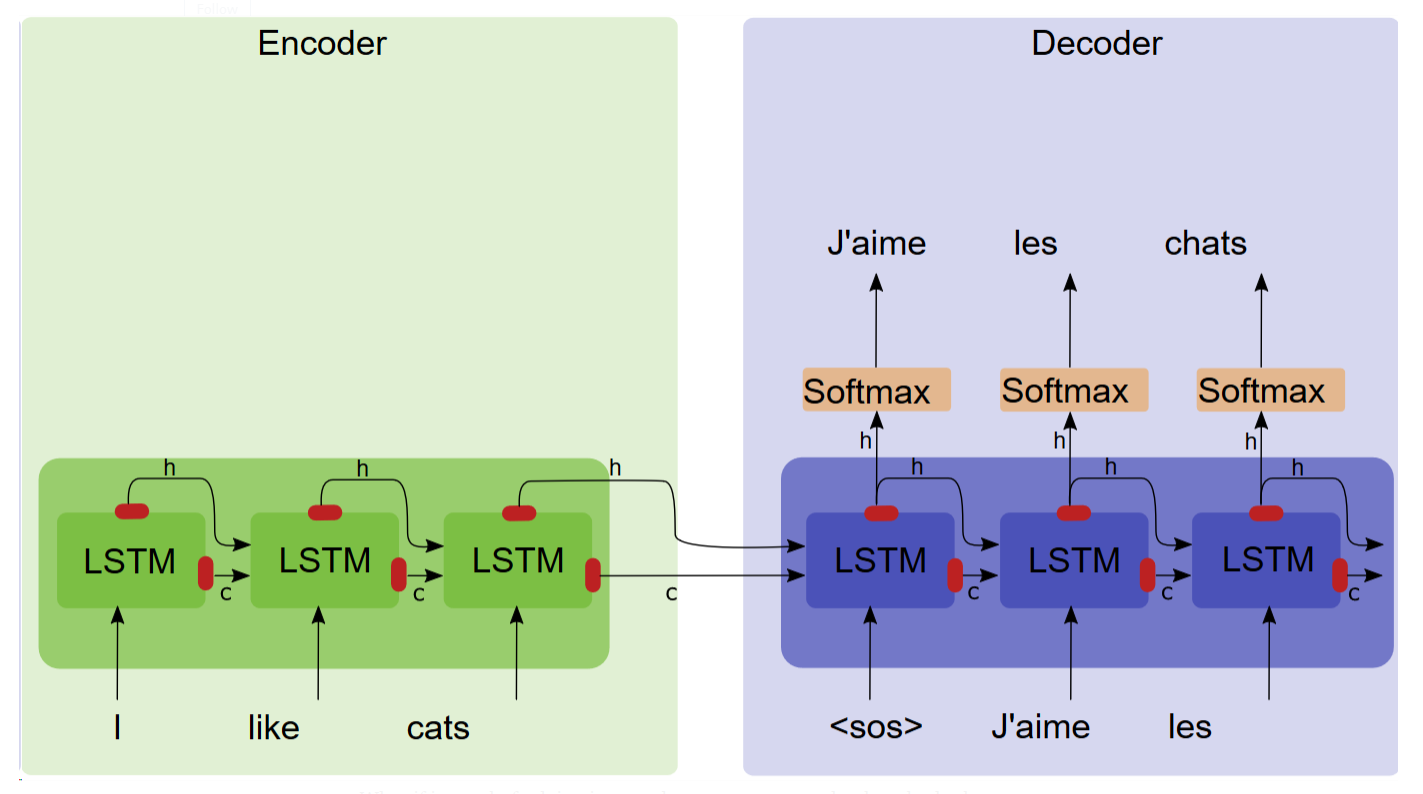 Encoder
Decoder
J'aime les chats
Softmax Softmax Softmax
h h h
h h h h h h
LSTM LSTM LSTM LSTM LSTM LSTM
c c c c c c
I like cats <sos> J'aime les